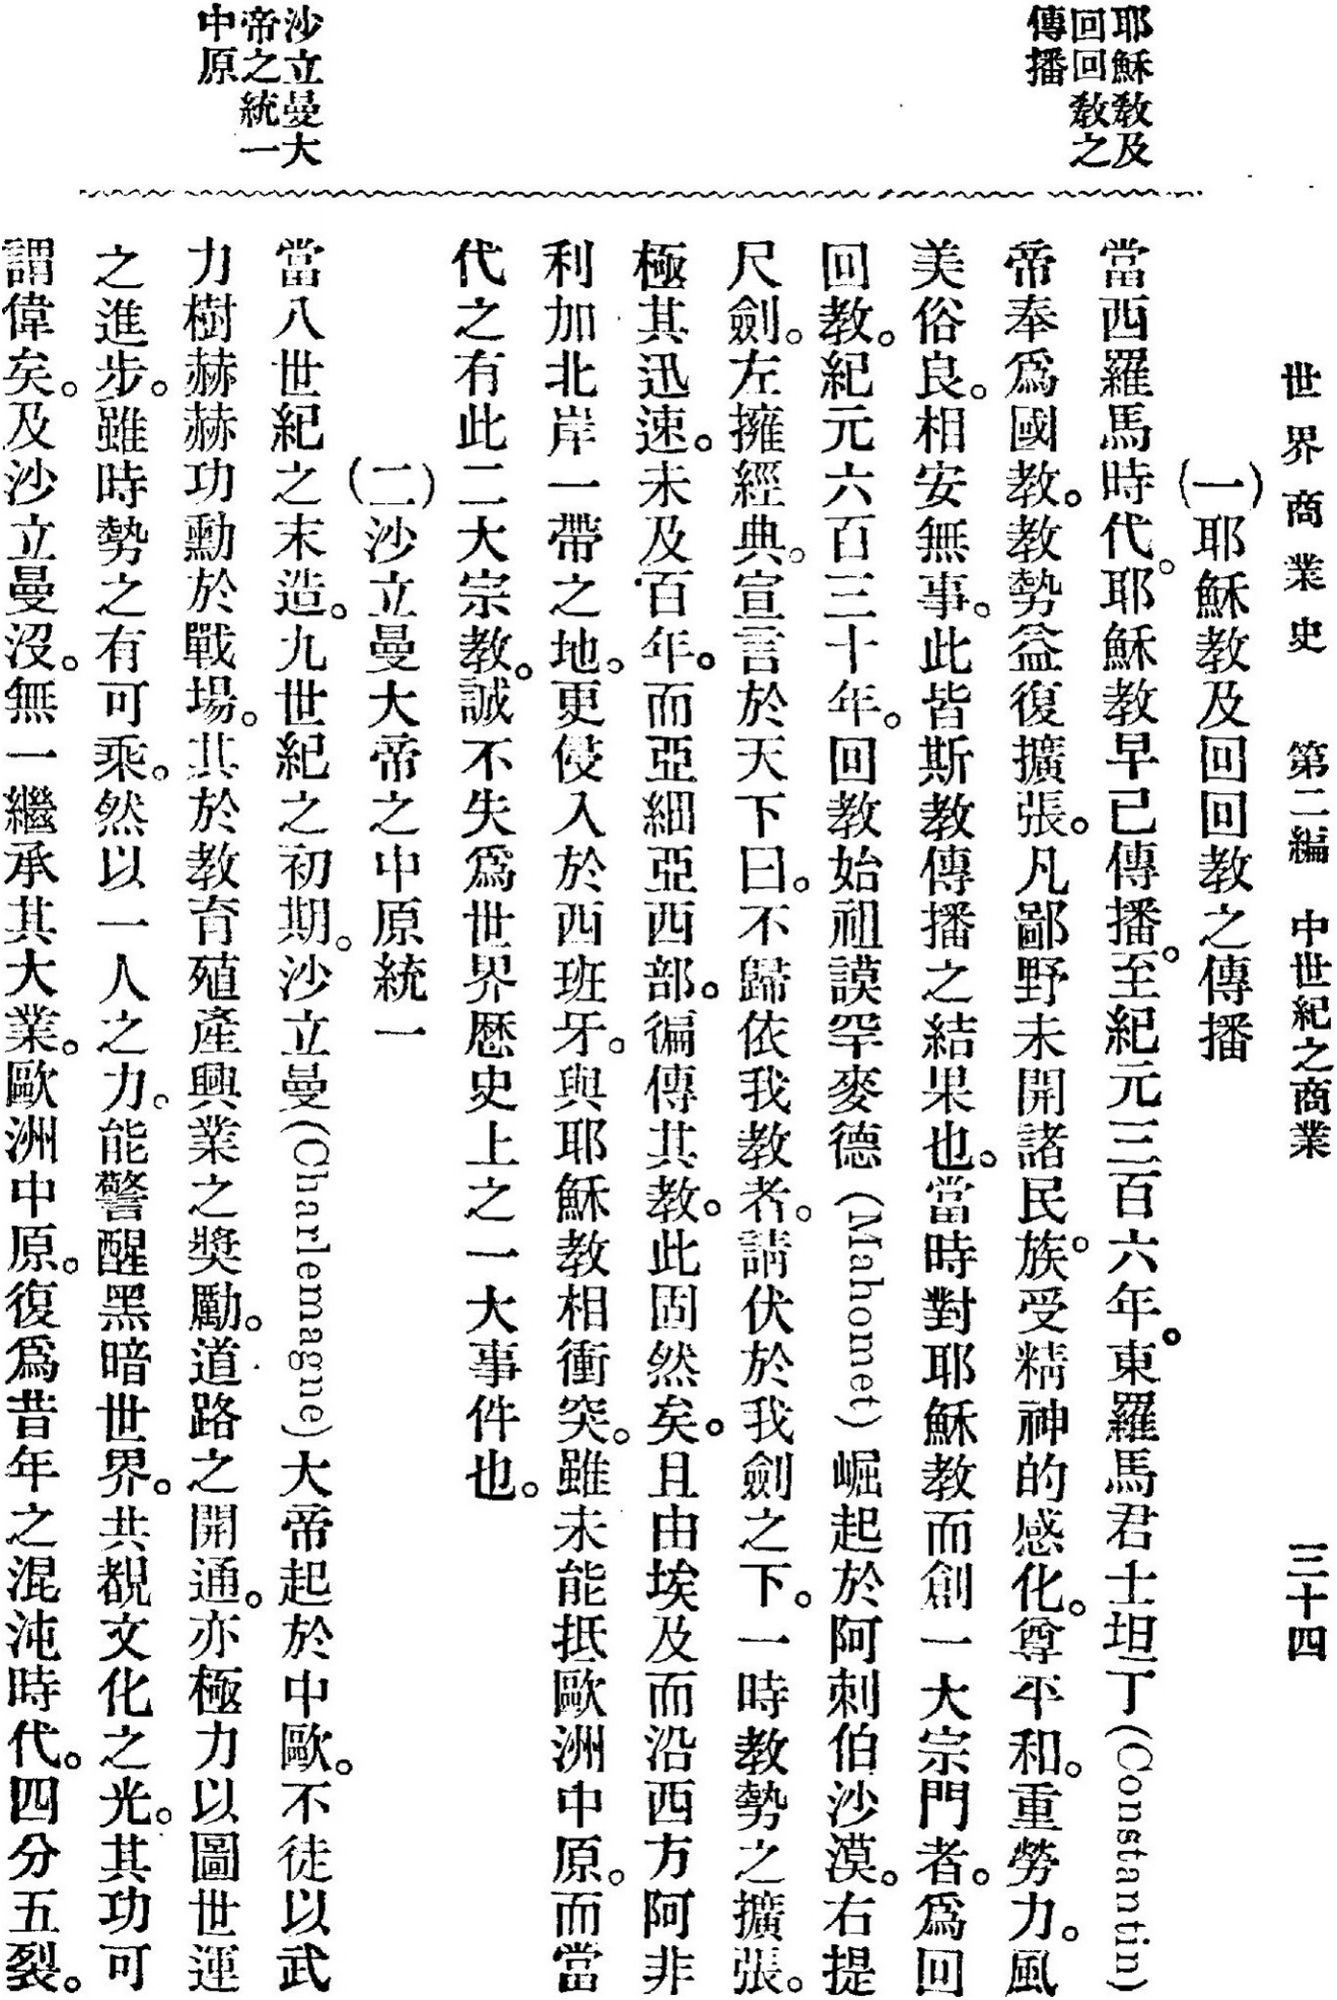 世界商業史　第二編　中世紀之商業　三十四
耶穌教及
回回教之
傳播
(一)耶穌教及回回教之傳播
當西羅馬時代。耶穌教早已傳播。至紀元三百六年。東羅馬君士坦丁(Constantin)
帝奉爲國教。教勢益復擴張。凡鄙野未開諸民族。受精神的感化。尊平和。重勞力。風
美俗良。相安無事。此皆斯教傳播之結果也。當時對耶穌教而創一大宗門者。爲回
回教。紀元六百三十年。回教始祖謨罕麥德(Mahomet)崛起於阿剌伯沙漠。右提
尺劍。左擁經典。宣言於天下曰。不歸依我教者。請伏於我劍之下。一時教勢之擴張。
極其迅速。未及百年。而亞細亞西部。徧傳其教。此固然矣。且由埃及而沿西方阿非
利加北岸一帶之地。更侵入於西班牙。與耶穌教相衝突。雖未能抵歐洲中原。而當
代之有此二大宗教。誠不失爲世界歷史上之一大事件也。
沙立曼大
帝之統一
中原
(二)沙立曼大帝之中原統一
當八世紀之末造。九世紀之初期。沙立曼(Charlemagne)大帝起於中歐。不徒以武
力樹赫赫功勳於戰場。其於教育殖產興業之獎勵。道路之開通。亦極力以圖世運
之進步。雖時勢之有可乘。然以一人之力。能警醒黑暗世界。共覩文化之光。其功可
謂偉矣。及沙立曼沒。無一繼承其大業。歐洲中原。復爲昔年之混沌時代。四分五裂。